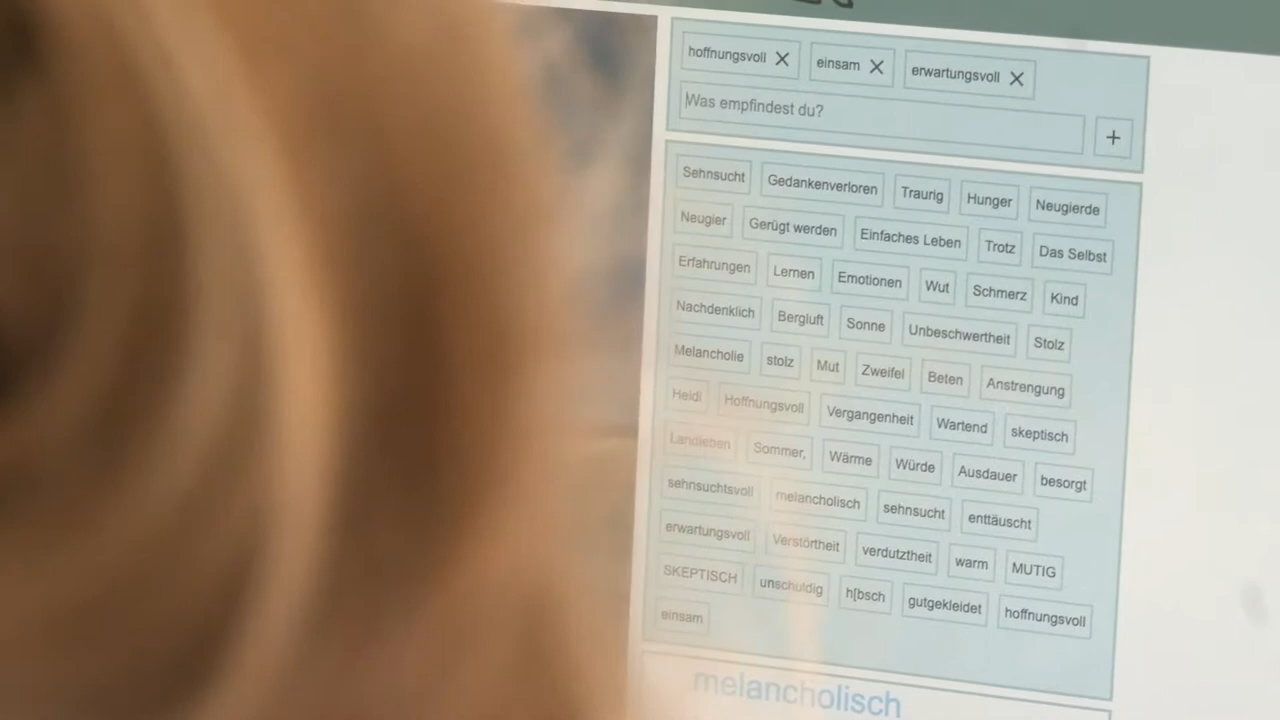 hoffnungsvoll × einsam × erwartungsvoll ×
Was empfindest du? +
Sehnsucht Gedankenverloren Traurig Hunger Neugierde
Neugier Gerügt werden Einfaches Leben Trotz Das Selbst
Erfahrungen Lernen Emotionen Wut Schmerz Kind
Nachdenklich Bergluft Sonne Unbeschwertheit Stolz
Melancholie stolz Mut Zweifel Beten Anstrengung
Heidi Hoffnungsvoll Vergangenheit Wartend skeptisch
Landleben Sommer, Wärme Würde Ausdauer besorgt
sehnsuchtsvoll melancholisch sehnsucht enttäuscht
erwartungsvoll Verstörtheit verdutztheit warm MUTIG
SKEPTISCH unschuldig h[bsch gutgekleidet hoffnungsvoll
einsam
melancholisch